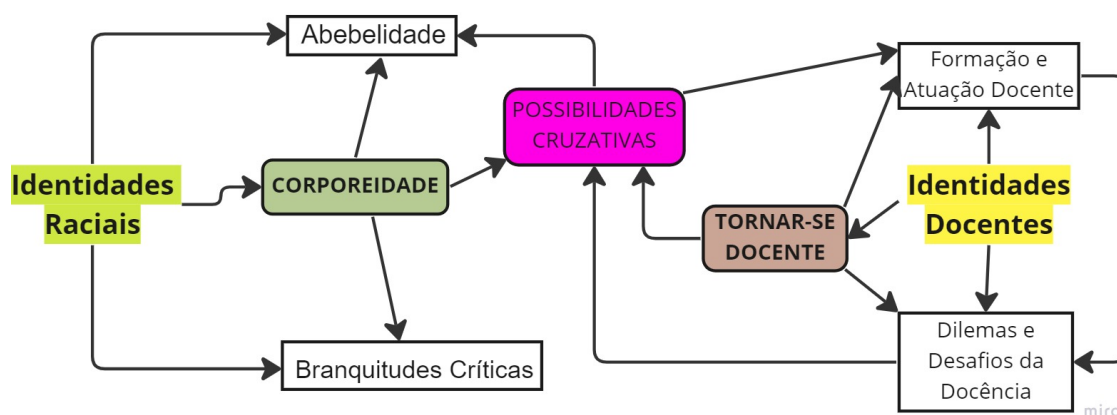 Abebelidade
Identidades
Raciais
CORPOREIDADE
Branquitudes Críticas
POSSIBILIDADES
CRUZATIVAS
TORNAR-SE
DOCENTE
Formação e
Atuação Docente
Identidades
Docentes
Dilemas e
Desafios da
Docência